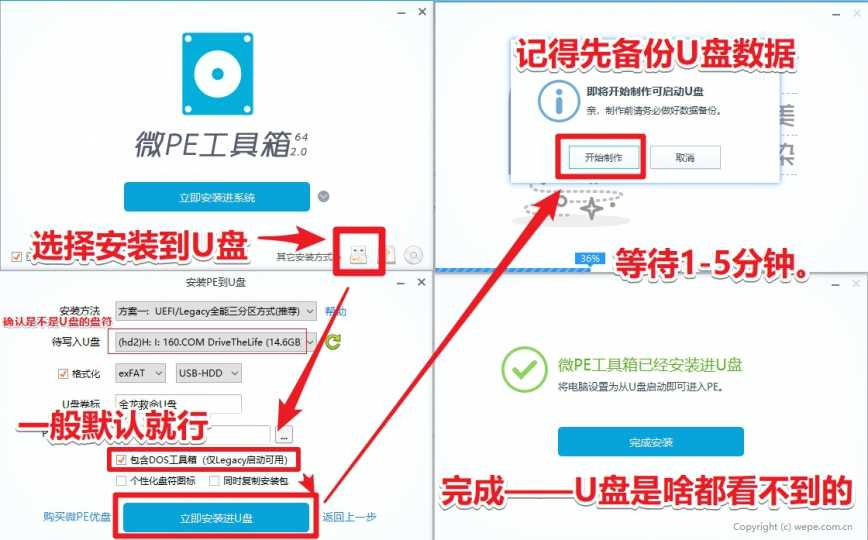 微PE工具箱 64 2.0
立即安装进系统
选择安装到U盘
其它安装方式
记得先备份U盘数据
即将开始制作可启动U盘
亲，制作前请务必做好数据备份。
开始制作
取消
美
染
36%
等待1-5分钟。
安装PE到U盘
安装方法
方案一：UEFI/Legacy全能三分区方式(推荐)
帮助
确认是不是U盘的盘符
待写入U盘
(hd2)H: I: 160.COM DriveTheLife (14.6GB
格式化
exFAT
USB-HDD
U盘卷标
金龙救命U盘
一般默认就行
...
包含DOS工具箱（仅Legacy启动可用）
个性化盘符图标
同时复制安装包
购买微PE优盘
立即安装进U盘
返回上一步
微PE工具箱已经安装进U盘
将电脑设置为从U盘启动即可进入PE。
完成安装
完成——U盘是啥都看不到的
Copyright (c) wepe.com.cn